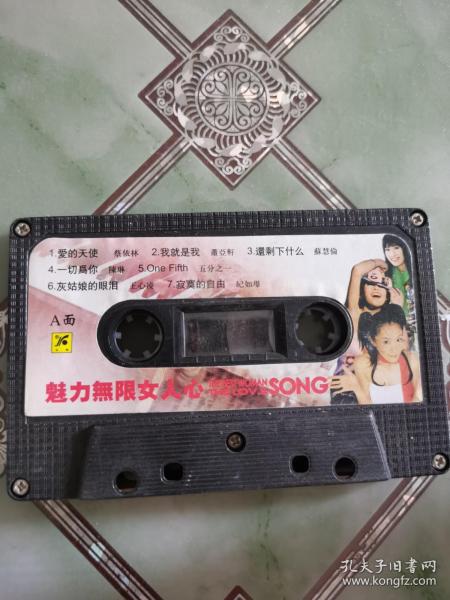 1.愛的天使 蔡依林 2.我就是我 蕭亞軒 3.還剩下什么 蘇慧倫
4.一切爲你 陳琳 5.One Fifth 五分之一
6.灰姑娘的眼泪 王心凌 7.寂寞的自由 紀如璟
A面
魅力無限女人心 SONG
孔夫子旧书网
www.kongfz.com